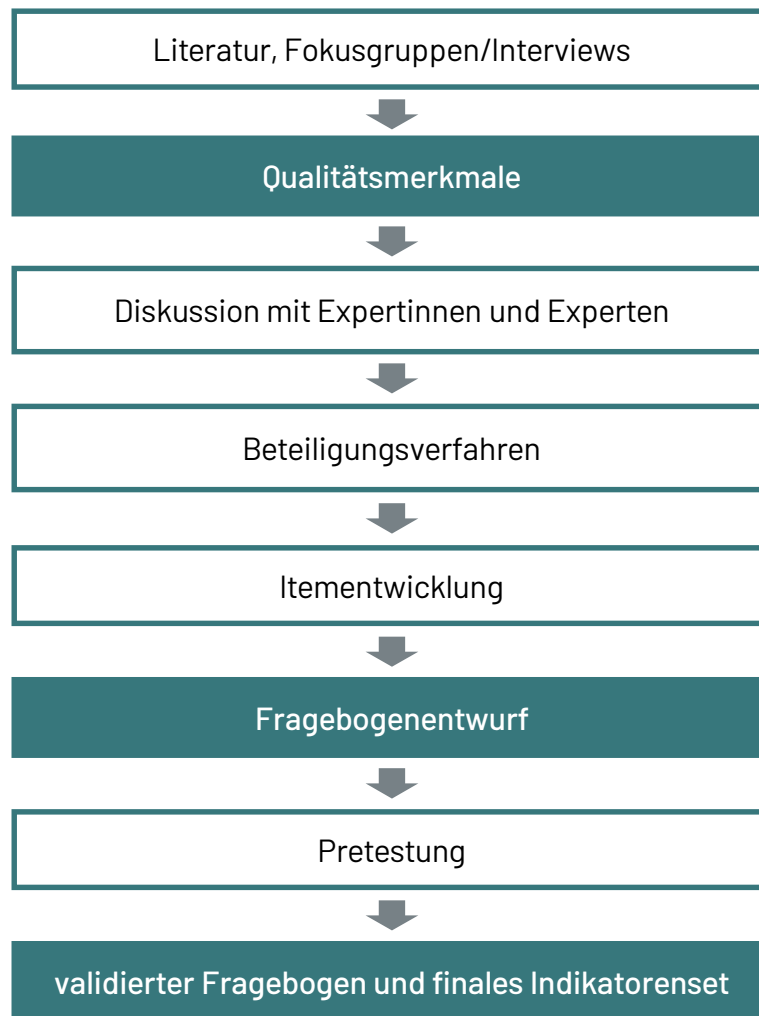 Literatur, Fokusgruppen/Interviews
Qualitätsmerkmale
Diskussion mit Expertinnen und Experten
Beteiligungsverfahren
Itementwicklung
Fragebogenentwurf
Pretestung
validierter Fragebogen und finales Indikatorenset